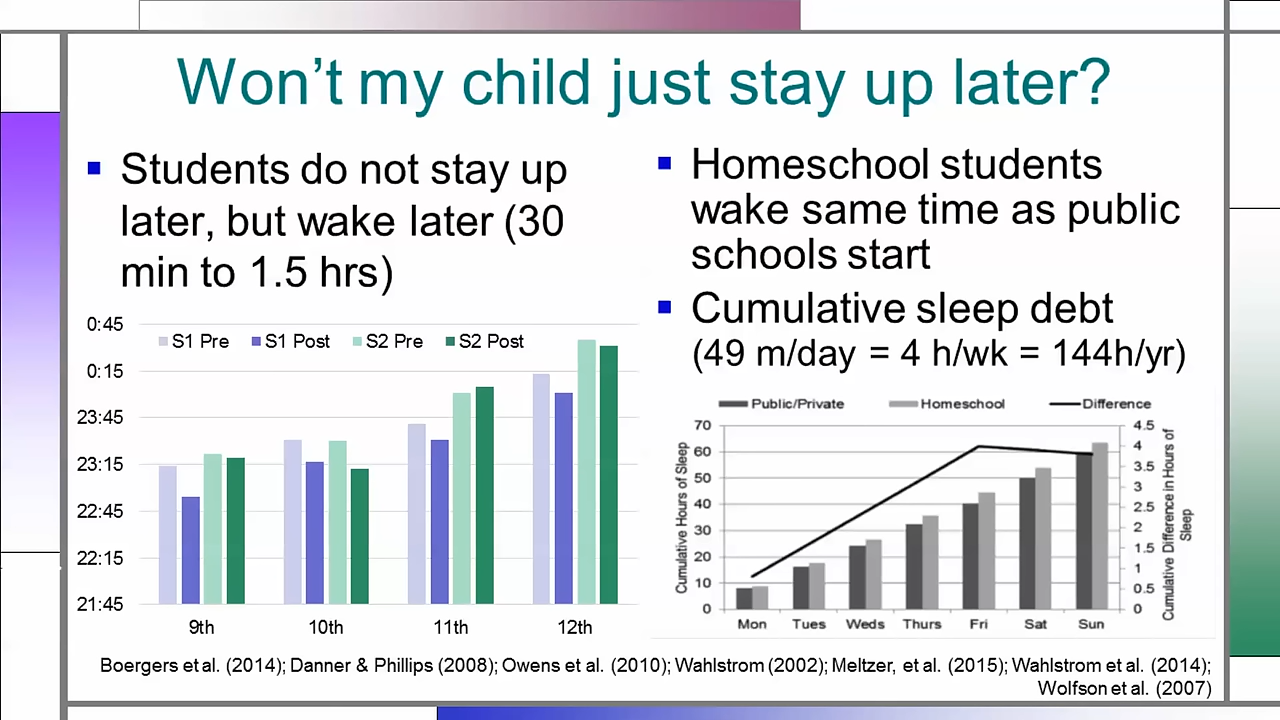 Won't my child just stay up later?
Students do not stay up
later, but wake later (30
min to 1.5 hrs)
0:45
0:15
23:45
23:15
22:45
22:15
21:45
S1 Pre S1 Post S2 Pre S2 Post
9th 10th 11th 12th
Homeschool students
wake same time as public
schools start
Cumulative sleep debt
(49 m/day = 4 h/wk = 144h/yr)
Public/Private Homeschool Difference
Cumulative Hours of Sleep
70
60
50
40
30
20
10
0
4.5
4
3.5
3
2.5
2
1.5
1
0.5
0
Cumulative Difference in Hours of
Sleep
Mon Tues Weds Thurs Fri Sat Sun
Boergers et al. (2014); Danner & Phillips (2008); Owens et al. (2010); Wahlstrom (2002); Meltzer, et al. (2015); Wahlstrom et al. (2014);
Wolfson et al. (2007)